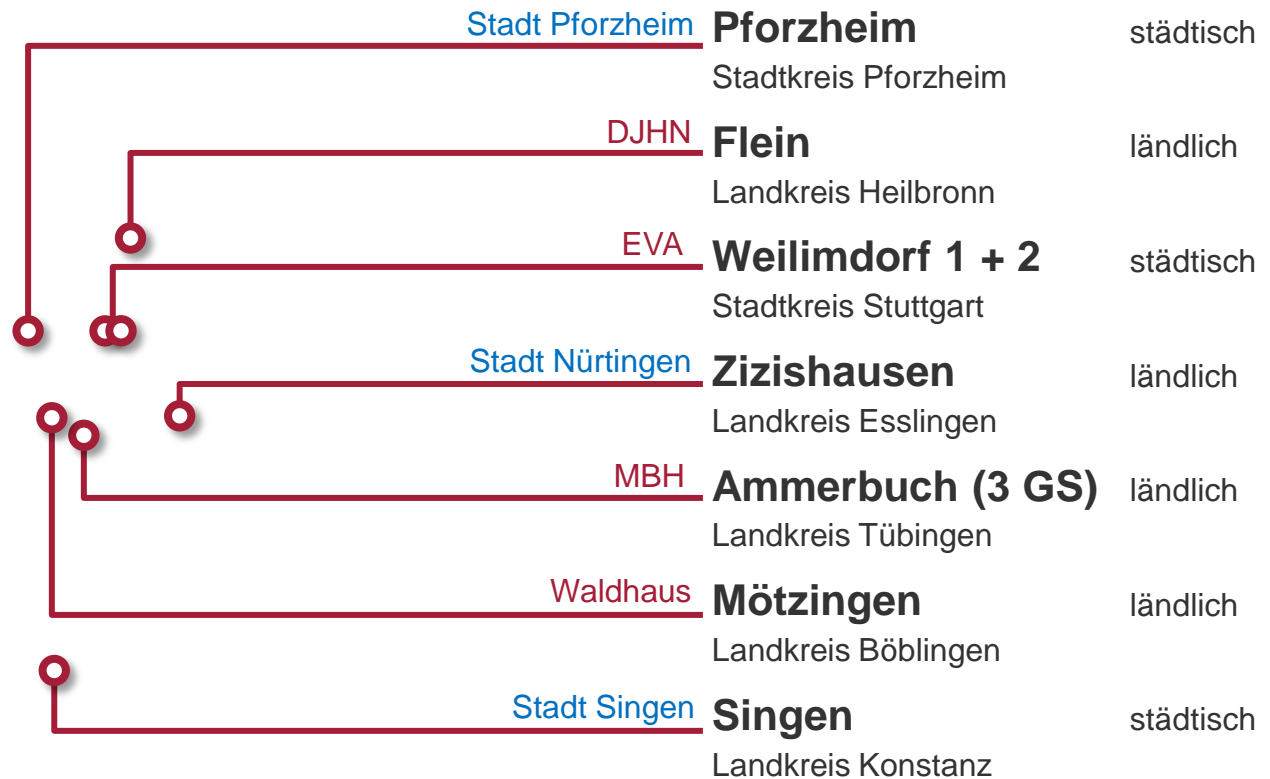 Stadt Pforzheim Pforzheim städtisch
Stadtkreis Pforzheim
DJHN Flein ländlich
Landkreis Heilbronn
EVA Weilimdorf 1 + 2 städtisch
Stadtkreis Stuttgart
Stadt Nürtingen Zizishausen ländlich
Landkreis Esslingen
MBH Ammerbuch (3 GS) ländlich
Landkreis Tübingen
Waldhaus Mötzingen ländlich
Landkreis Böblingen
Stadt Singen Singen städtisch
Landkreis Konstanz